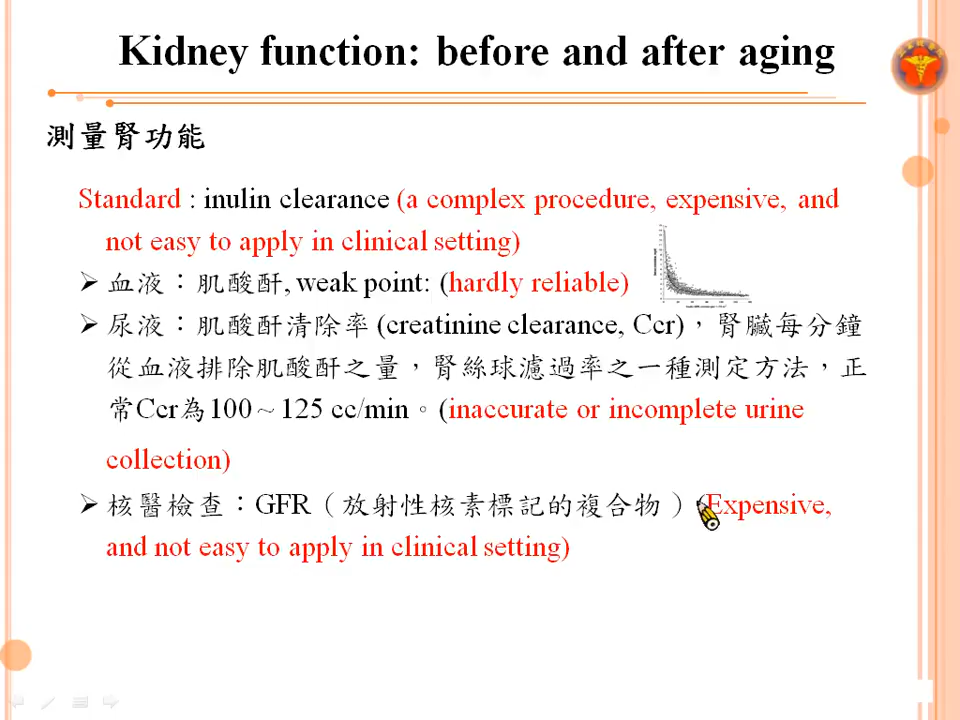 Kidney function: before and after aging
測量腎功能
Standard : inulin clearance (a complex procedure, expensive, and
not easy to apply in clinical setting)
➢ 血液：肌酸酐, weak point: (hardly reliable)
➢ 尿液：肌酸酐清除率 (creatinine clearance, Ccr)，腎臟每分鐘
從血液排除肌酸酐之量，腎絲球濾過率之一種測定方法，正
常Ccr為100 ~ 125 cc/min。(inaccurate or incomplete urine
collection)
➢ 核醫檢查：GFR（放射性核素標記的複合物）(Expensive,
and not easy to apply in clinical setting)